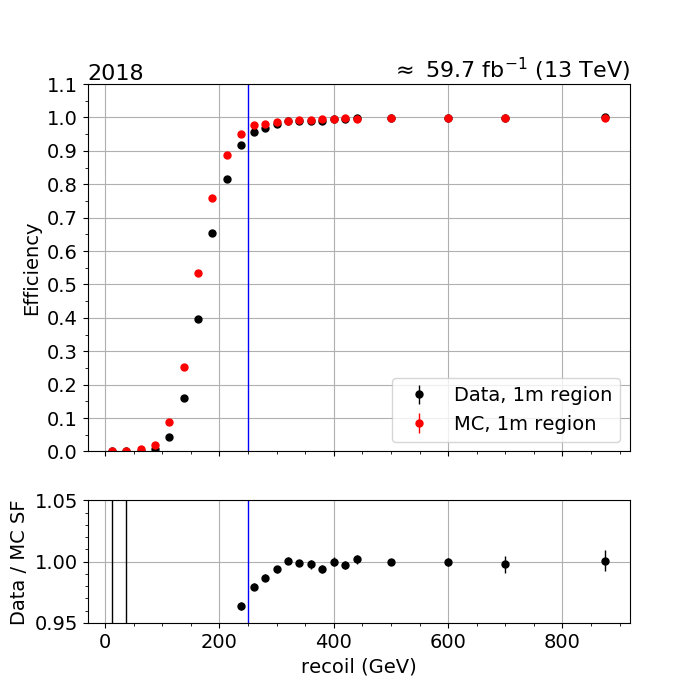 2018
≈ 59.7 fb⁻¹ (13 TeV)
1.1
1.0
0.9
0.8
0.7
0.6
0.5
0.4
0.3
0.2
0.1
0.0
Efficiency
Data, 1m region
MC, 1m region
1.05
1.00
0.95
Data / MC SF
0 200 400 600 800
recoil (GeV)